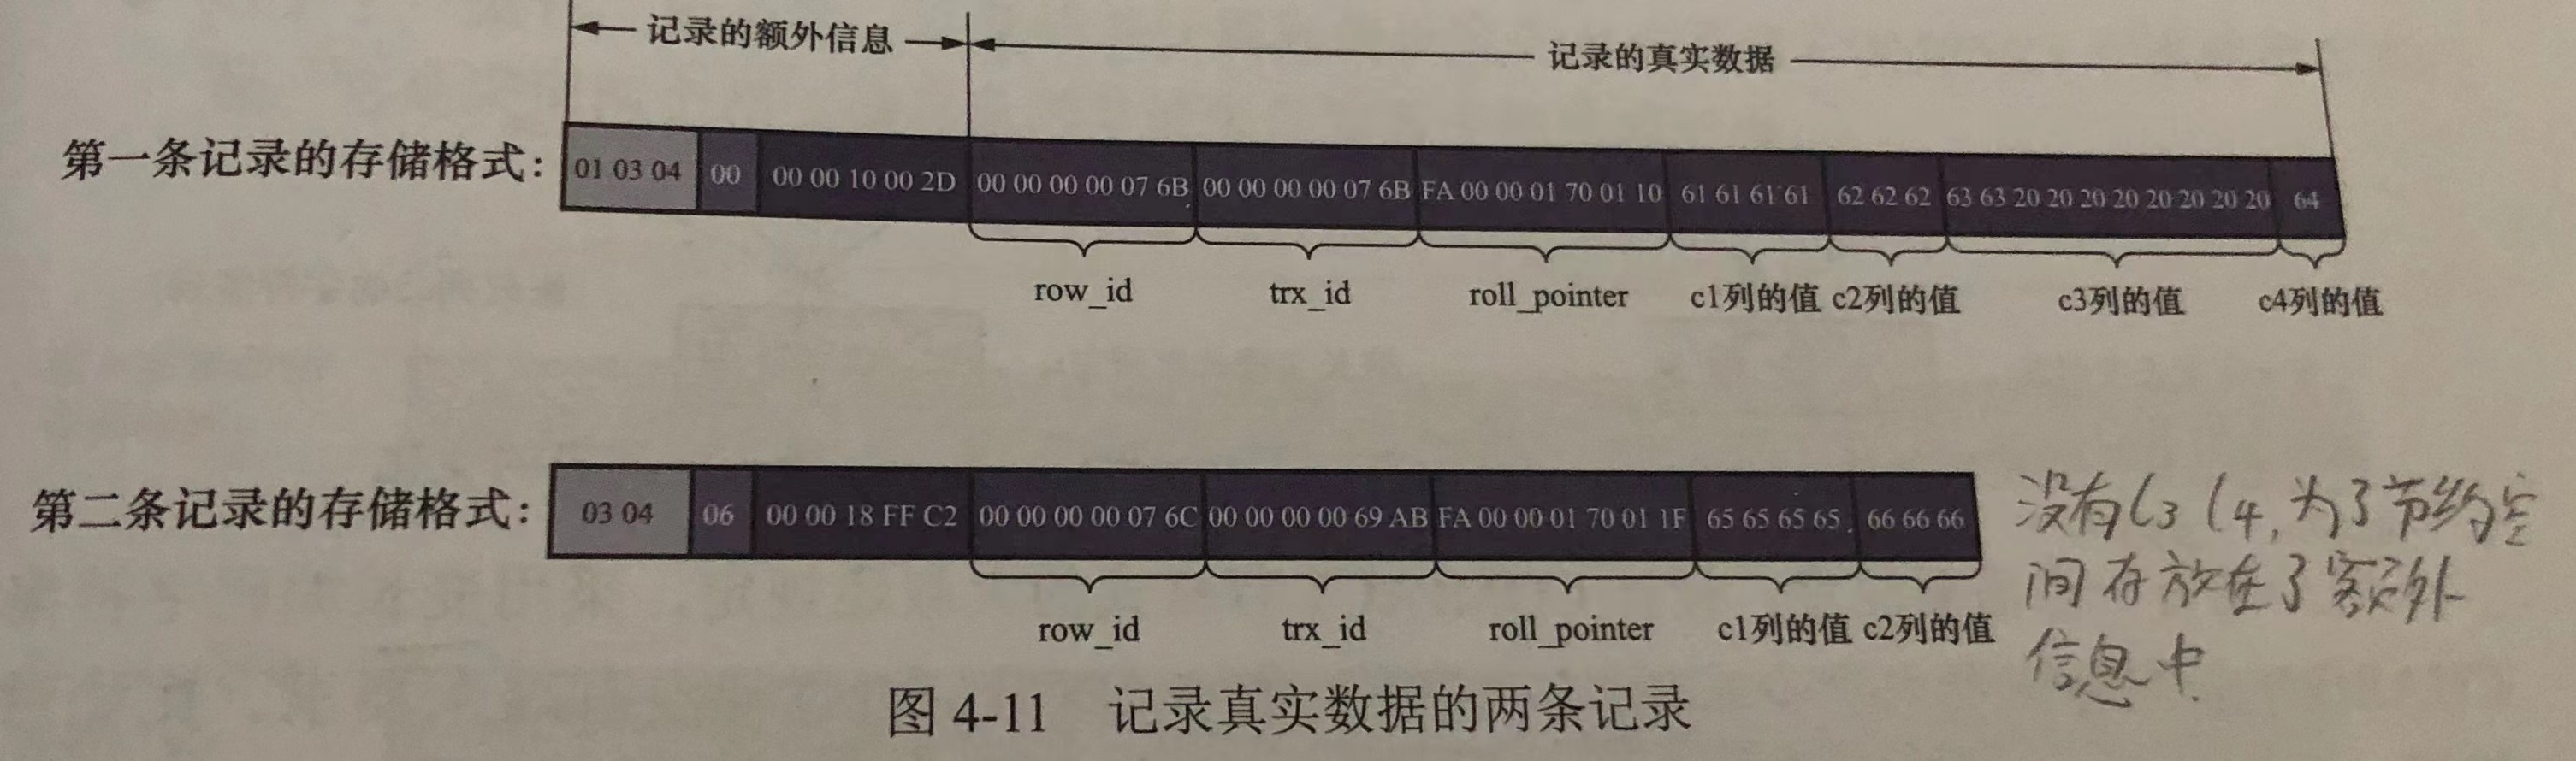 记录的额外信息 记录的真实数据
第一条记录的存储格式: 01 03 04 00 00 00 10 00 2D 00 00 00 00 07 6B 00 00 00 00 07 6B FA 00 00 01 70 01 10 61 61 61 61 62 62 62 63 63 20 20 20 20 20 20 20 20 64
row_id trx_id roll_pointer c1列的值 c2列的值 c3列的值 c4列的值
第二条记录的存储格式: 03 04 06 00 00 18 FF C2 00 00 00 00 07 6C 00 00 00 00 69 AB FA 00 00 01 70 01 1F 65 65 65 65 66 66 66
row_id trx_id roll_pointer c1列的值 c2列的值
没有C3 C4,为了节约空
间存放在了额外
信息中
图 4-11 记录真实数据的两条记录